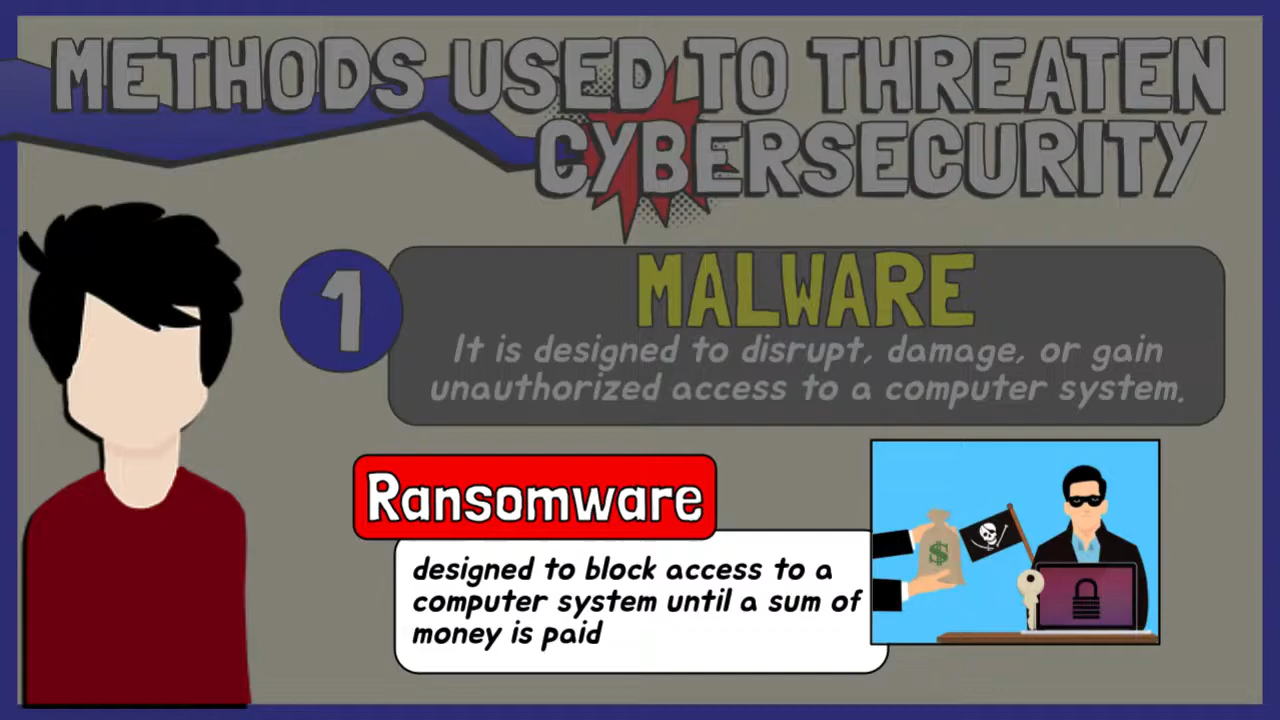 METHODS USED TO THREATEN
CYBERSECURITY
1
MALWARE
It is designed to disrupt, damage, or gain
unauthorized access to a computer system.
Ransomware
designed to block access to a
computer system until a sum of
money is paid
$